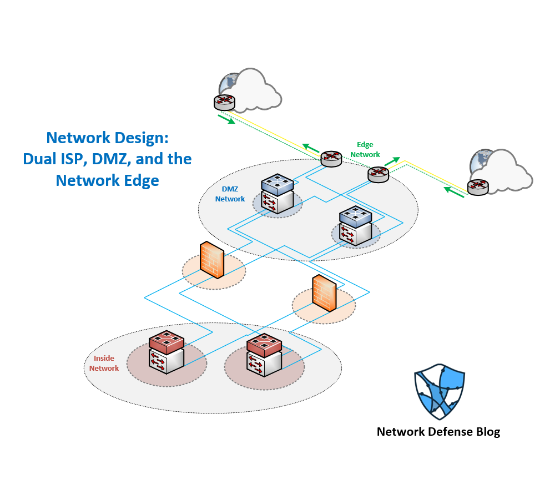 Network Design:
Dual ISP, DMZ, and the
Network Edge
Edge
Network
DMZ
Network
Inside
Network
Network Defense Blog